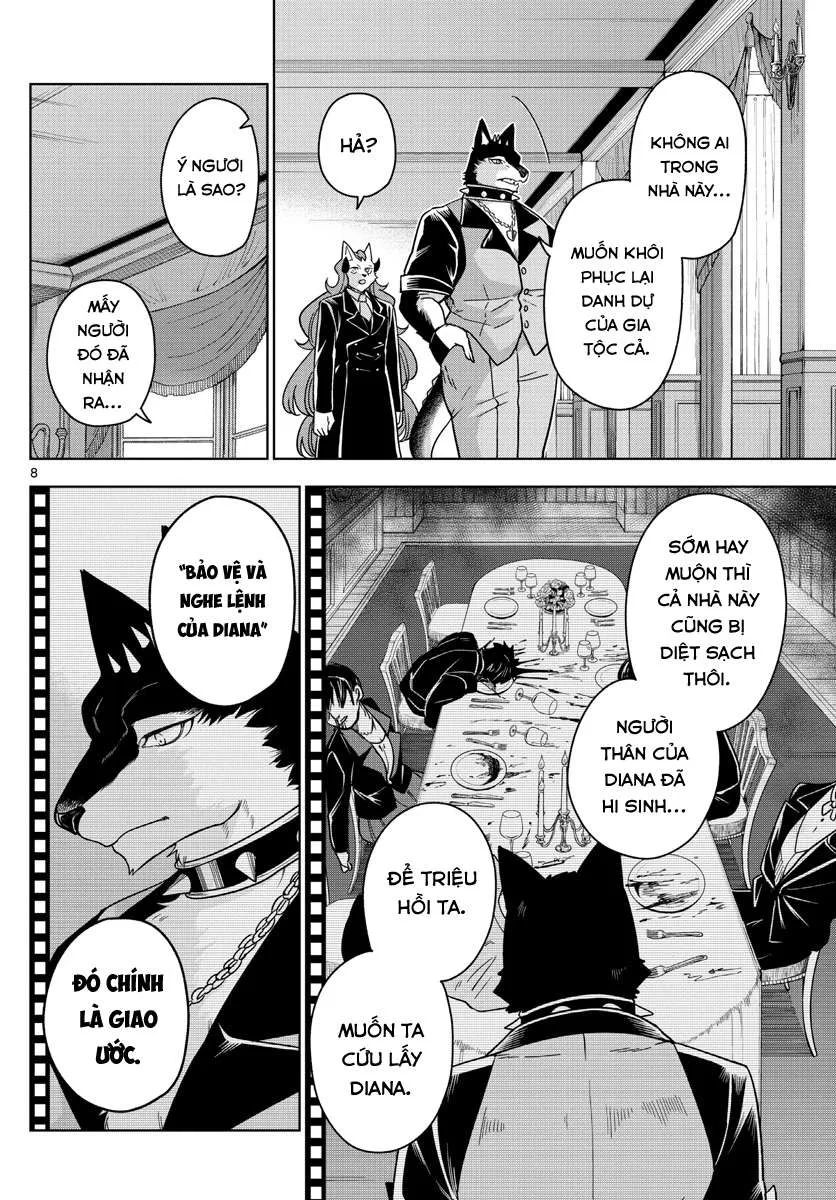 KHÔNG AI
TRONG
NHÀ NÀY...
MUỐN KHÔI
PHỤC LẠI
DANH DỰ
CỦA GIA
TỘC CẢ.
HẢ?
Ý NGƯƠI
LÀ SAO?
MẤY
NGƯỜI
ĐÓ ĐÃ
NHẬN
RA...
8
SỚM HAY
MUỘN THÌ
CẢ NHÀ NÀY
CŨNG BỊ
DIỆT SẠCH
THÔI.
NGƯỜI
THÂN CỦA
DIANA ĐÃ
HI SINH...
ĐỂ TRIỆU
HỒI TA.
MUỐN TA
CỨU LẤY
DIANA.
"BẢO VỆ VÀ
NGHE LỆNH
CỦA DIANA"
ĐÓ CHÍNH
LÀ GIAO
ƯỚC.